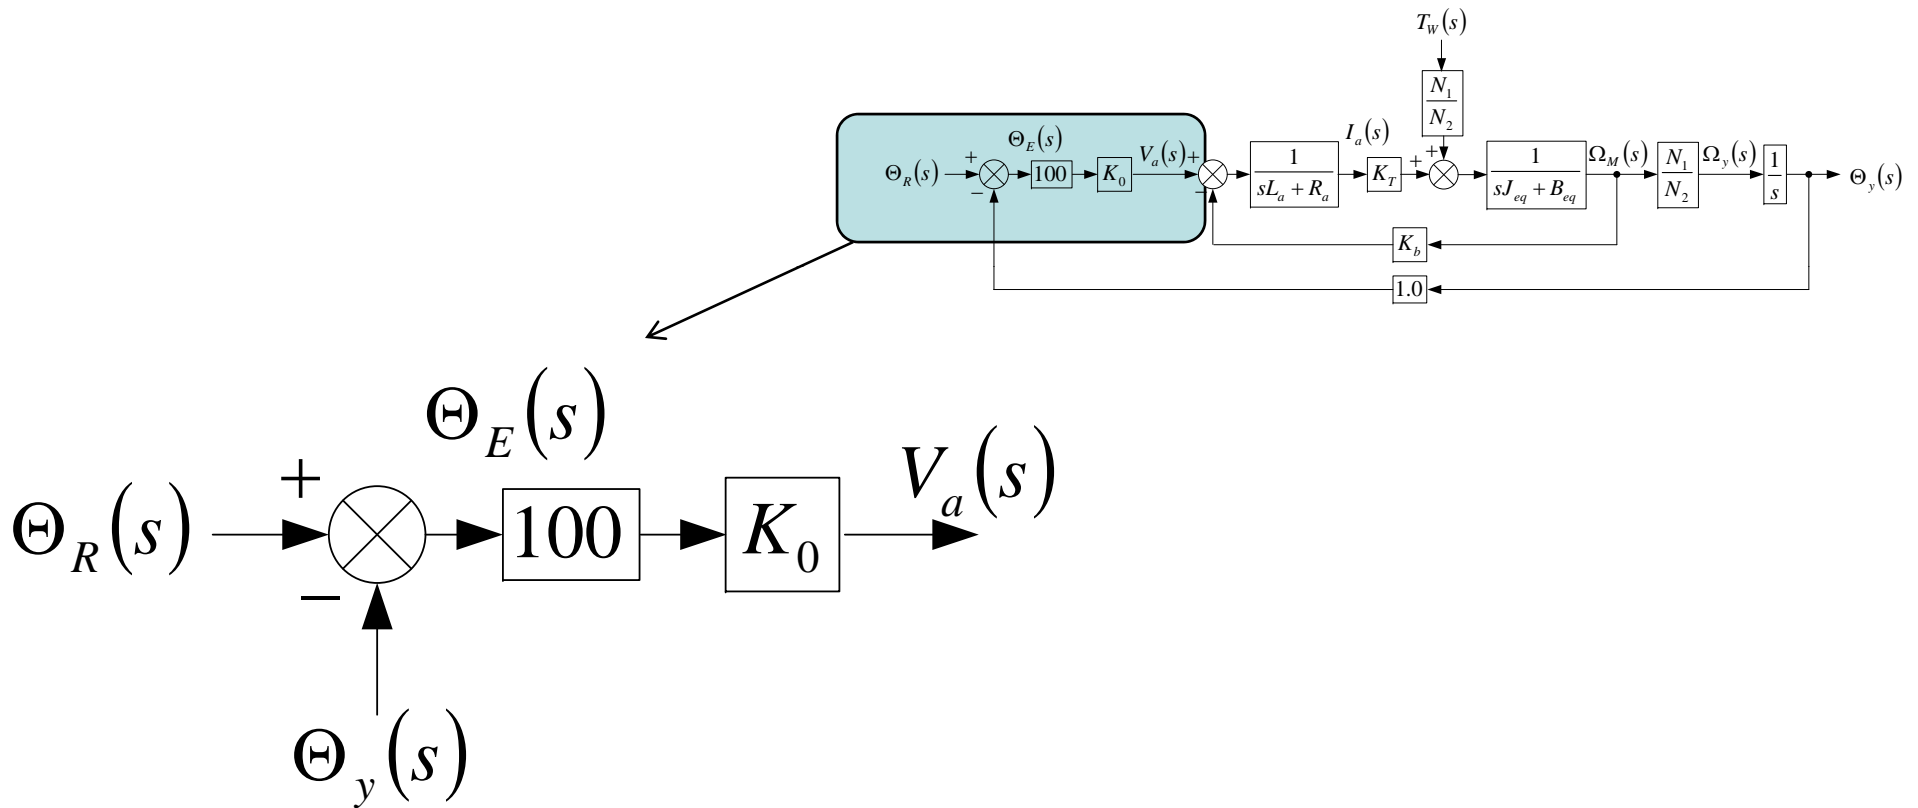 T_W(s)
N_1
N_2
Θ_E(s)
I_a(s)
Θ_R(s) + − 100 K_0 V_a(s) + −
1
sL_a + R_a
K_T + +
1
sJ_eq + B_eq
Ω_M(s)
N_1
N_2
Ω_y(s)
1
s
Θ_y(s)
K_b
1.0
Θ_E(s)
V_a(s)
Θ_R(s) + − 100 K_0
Θ_y(s)